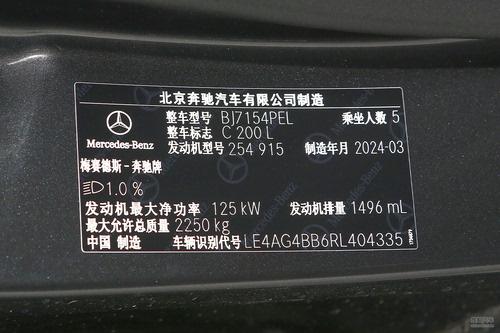 北京奔驰汽车有限公司制造
整车型号 BJ7154PEL 乘坐人数 5
整车标志 C 200 L
发动机型号 254 915 制造年月 2024-03
Mercedes-Benz
梅赛德斯-奔驰牌
1.0 %
发动机最大净功率 125 kW 发动机排量 1496 mL
最大允许总质量 2250 kg
中国 制造 车辆识别代号 LE4AG4BB6RL404335